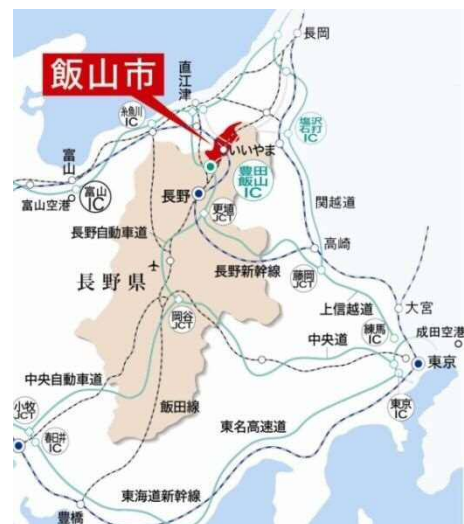 長岡
直江津
飯山市
糸魚川
IC
塩沢
石打
IC
いいやま
富山
豊田
飯山
IC
富山
IC
富山空港
長野
更埴
JCT
関越道
長野自動車道
高崎
長野新幹線
藤岡
JCT
長野県
大宮
上信越道
岡谷
JCT
練馬
IC
成田空港
中央道
東京
中央自動車道
飯田線
小牧
JCT
東京
IC
春日井
IC
東名高速道
東海道新幹線
豊橋